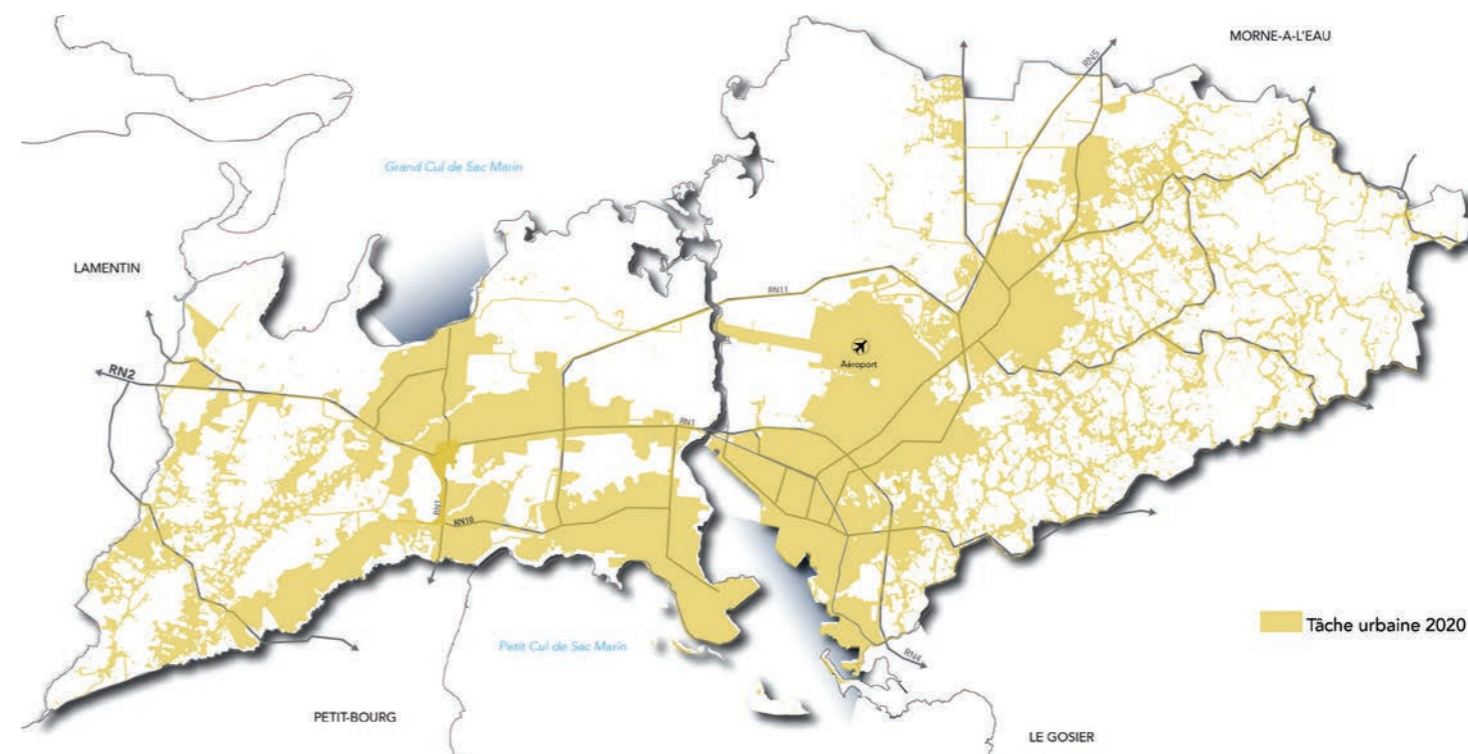 MORNE-A-L'EAU
RN5
Grand Cul de Sac Marin
LAMENTIN
RN11
RN2
Aéroport
RN1
RN1
RN10
Tâche urbaine 2020
Petit Cul de Sac Marin
RN4
PETIT-BOURG
LE GOSIER